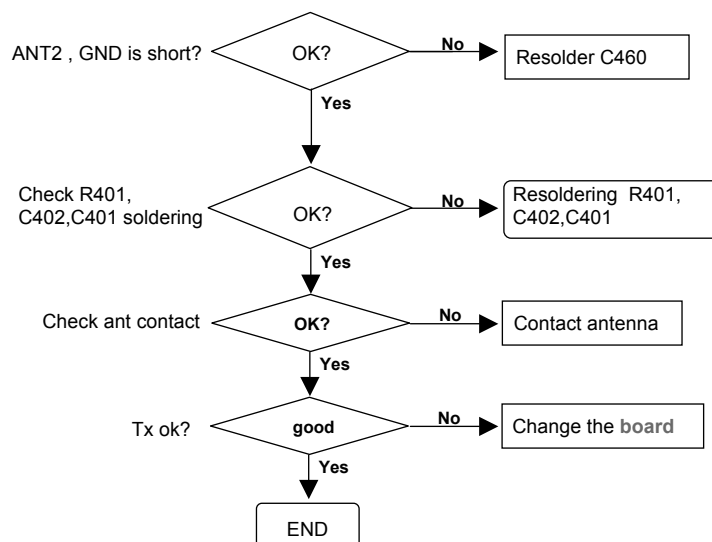 ANT2 , GND is short?
OK?
No
Resolder C460
Yes
Check R401,
C402,C401 soldering
OK?
No
Resoldering R401,
C402,C401
Yes
Check ant contact
OK?
No
Contact antenna
Yes
Tx ok?
good
No
Change the board
Yes
END